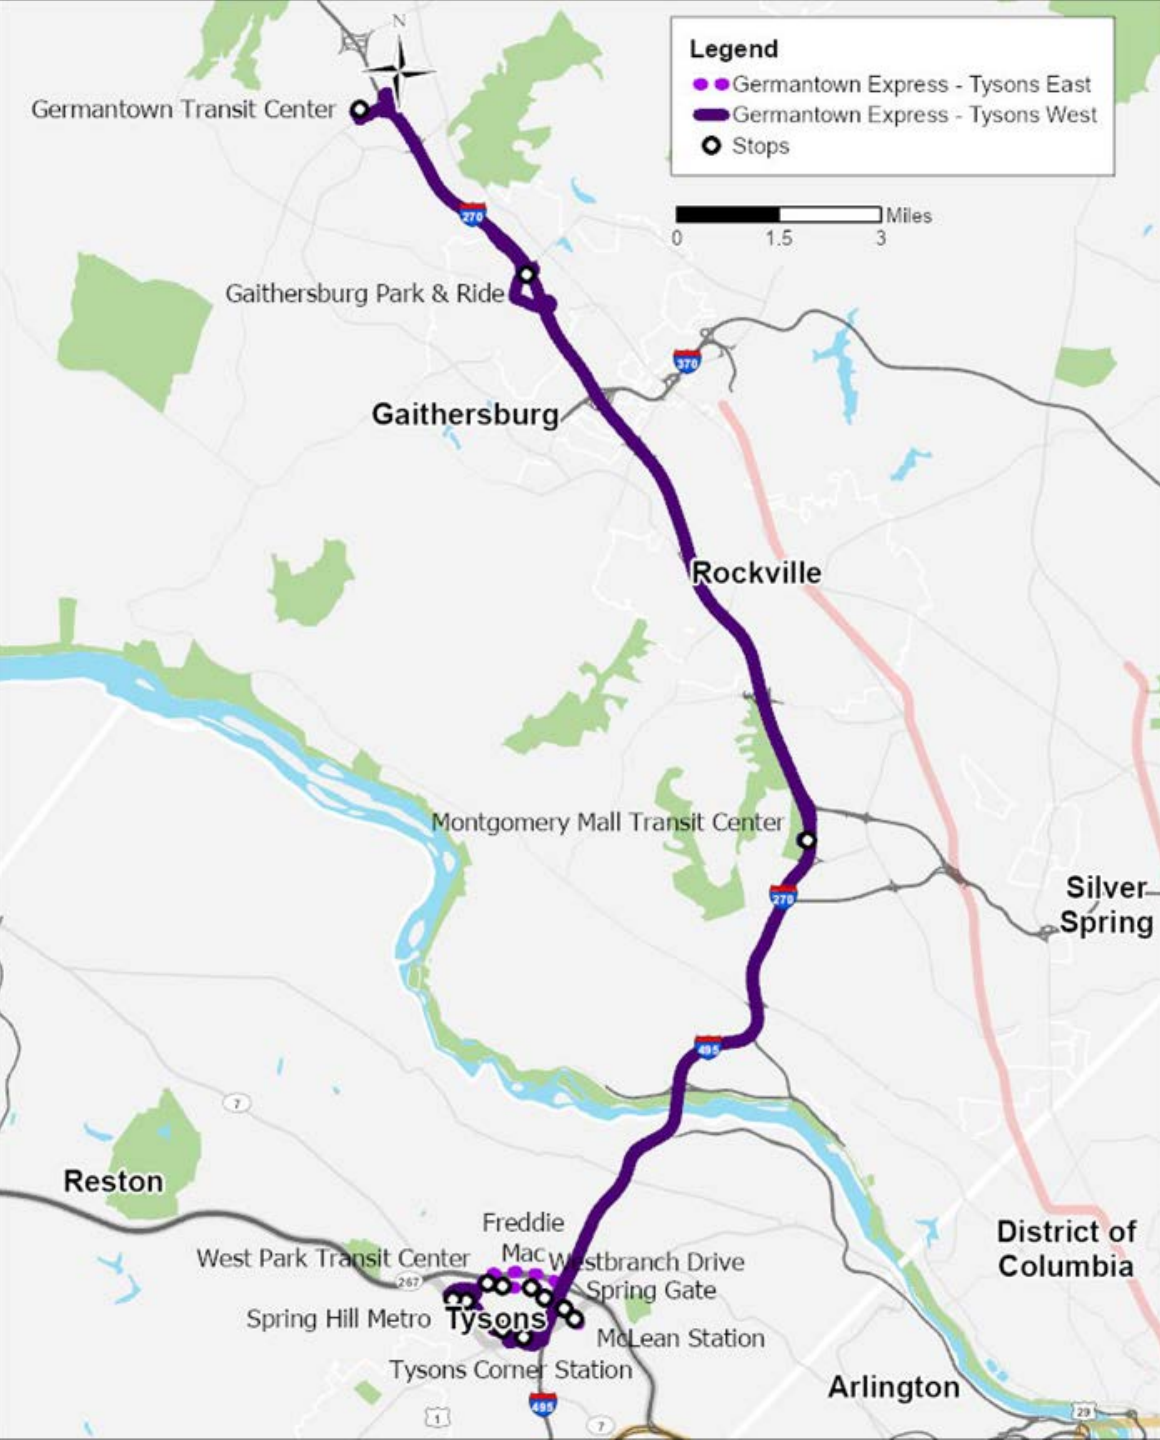 N
Legend
Germantown Express - Tysons East
Germantown Express - Tysons West
Stops
Miles
0 1.5 3
Germantown Transit Center
270
Gaithersburg Park & Ride
370
Gaithersburg
Rockville
Montgomery Mall Transit Center
270
Silver
Spring
495
7
Reston
Freddie
Mac
West Park Transit Center
Westbranch Drive
267
Spring Gate
Spring Hill Metro
Tysons
McLean Station
Tysons Corner Station
District of
Columbia
Arlington
495
1
7
29